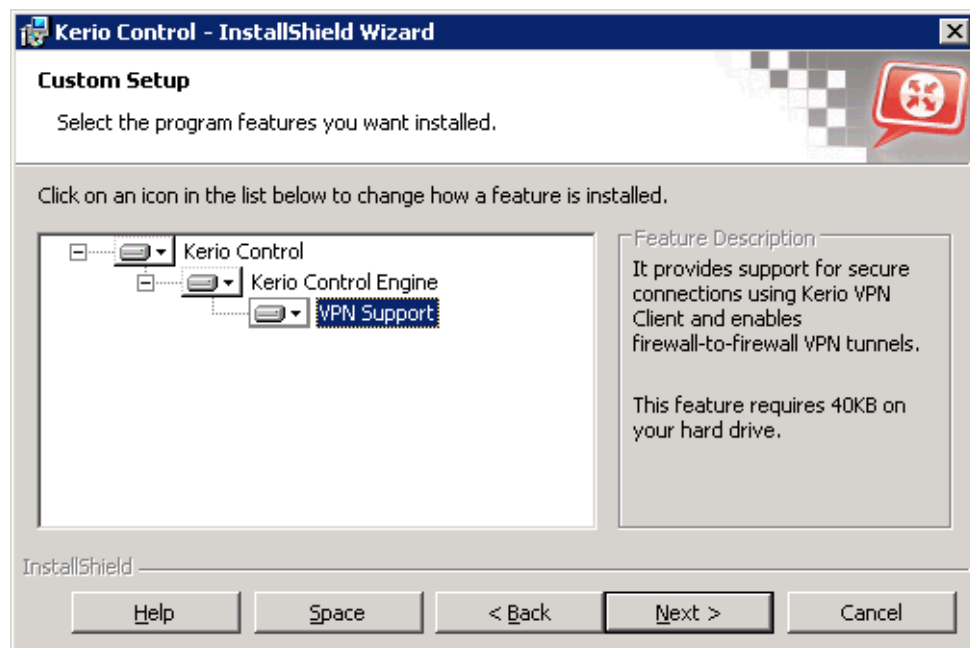 Kerio Control - InstallShield Wizard
Custom Setup
Select the program features you want installed.
Click on an icon in the list below to change how a feature is installed.
Kerio Control
Kerio Control Engine
VPN Support
Feature Description
It provides support for secure
connections using Kerio VPN
Client and enables
firewall-to-firewall VPN tunnels.
This feature requires 40KB on
your hard drive.
InstallShield
Help
Space
< Back
Next >
Cancel